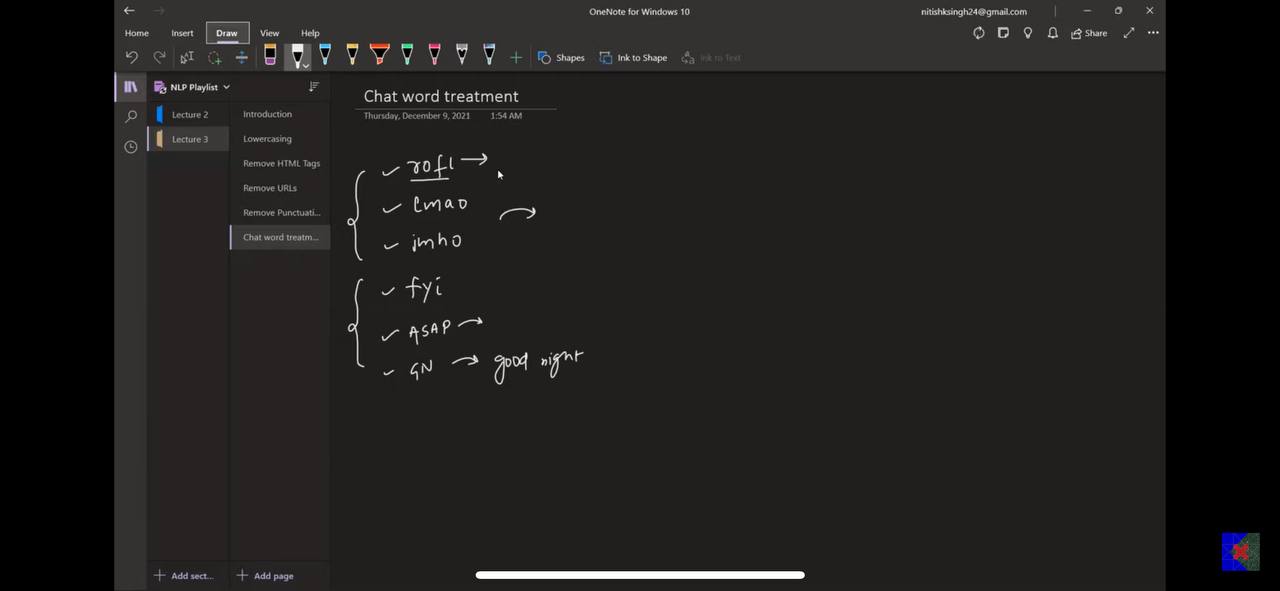 OneNote for Windows 10
nitishksingh24@gmail.com
Home Insert Draw View Help
Share
Shapes
Ink to Shape
Ink to Text
NLP Playlist
Lecture 2
Lecture 3
Introduction
Lowercasing
Remove HTML Tags
Remove URLs
Remove Punctuati...
Chat word treatm...
Add sect...
Add page
Chat word treatment
Thursday, December 9, 2021 1:54 AM
✓ rofl →
✓ lmao →
✓ imho
✓ fyi
✓ ASAP →
✓ GN → good night